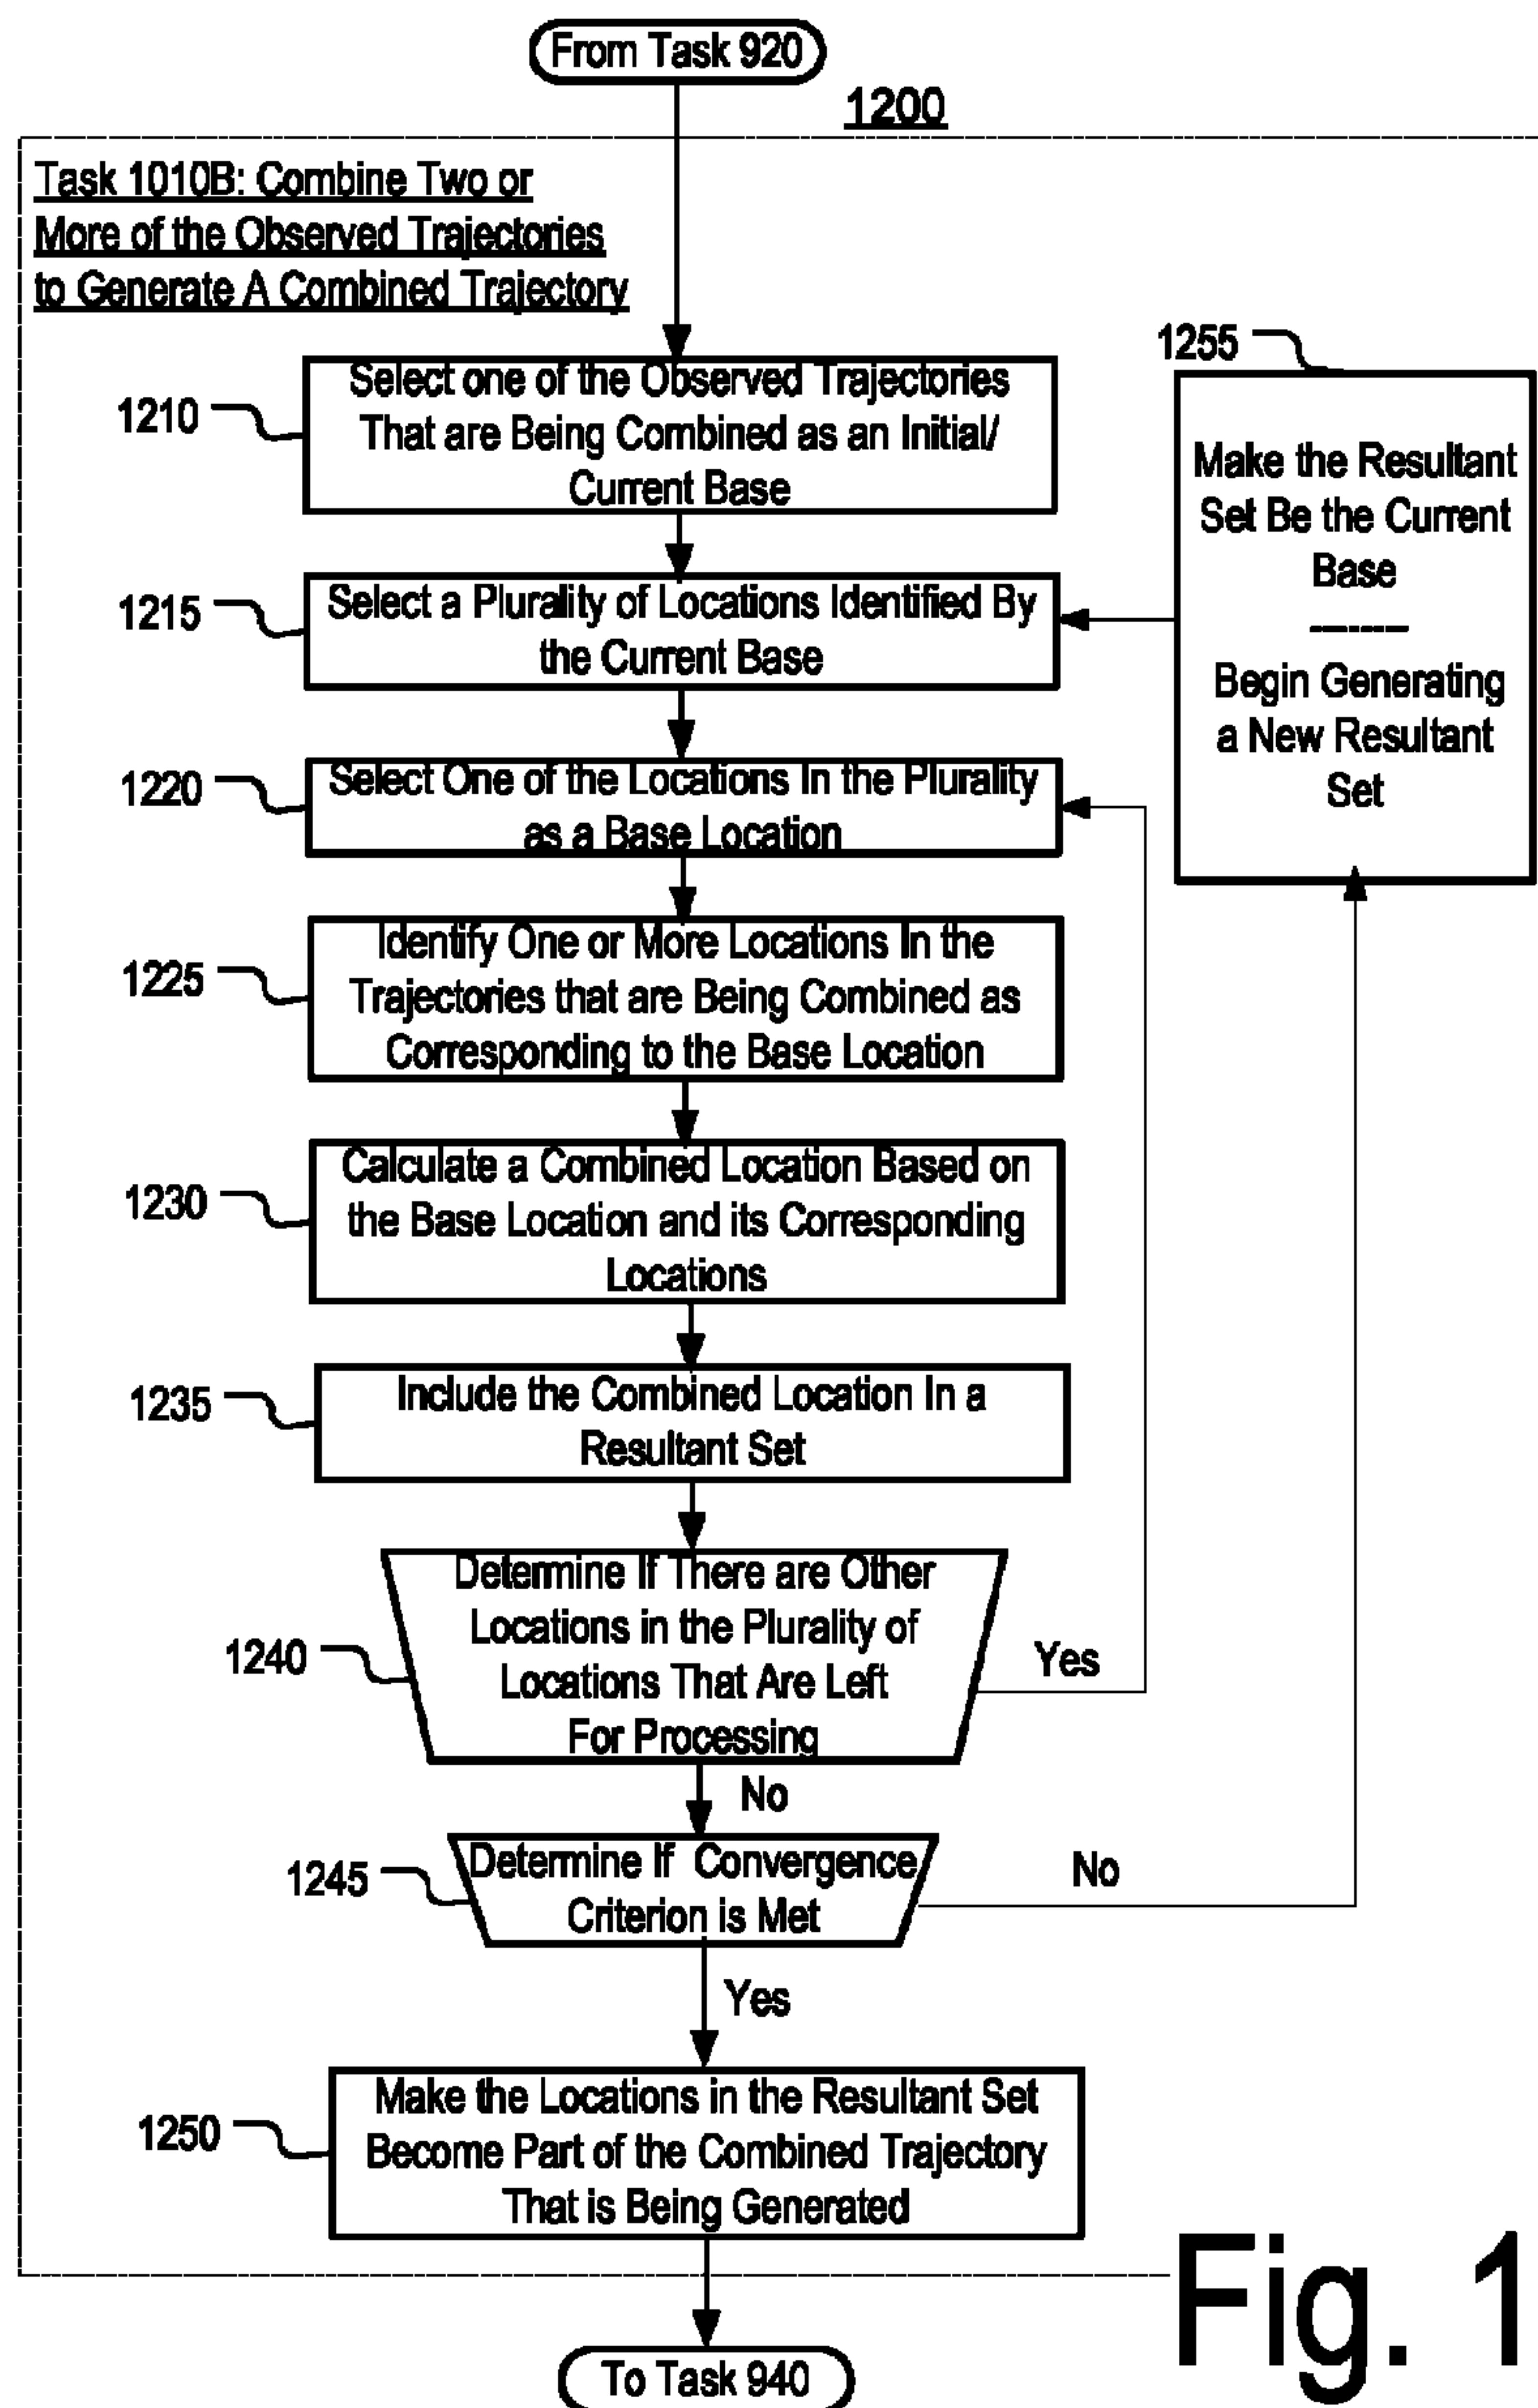 From Task 920
1200
Task 1010B: Combine Two or
More of the Observed Trajectories
to Generate A Combined Trajectory
1210
Select one of the Observed Trajectories
That are Being Combined as an Initial/
Current Base
1215
Select a Plurality of Locations Identified By
the Current Base
1220
Select One of the Locations In the Plurality
as a Base Location
1225
Identify One or More Locations In the
Trajectories that are Being Combined as
Corresponding to the Base Location
1230
Calculate a Combined Location Based on
the Base Location and its Corresponding
Locations
1235
Include the Combined Location In a
Resultant Set
1240
Determine If There are Other
Locations in the Plurality of
Locations That Are Left
For Processing
Yes
No
1245
Determine If Convergence
Criterion is Met
No
Yes
1250
Make the Locations in the Resultant Set
Become Part of the Combined Trajectory
That is Being Generated
To Task 940
1255
Make the Resultant
Set Be the Current
Base
-------
Begin Generating
a New Resultant
Set
Fig. 1